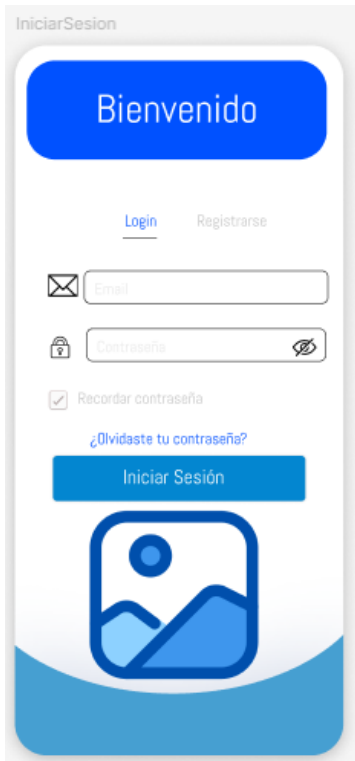 IniciarSesion
Bienvenido
Login Registrarse
Email
Contraseña
Recordar contraseña
¿Olvidaste tu contraseña?
Iniciar Sesión